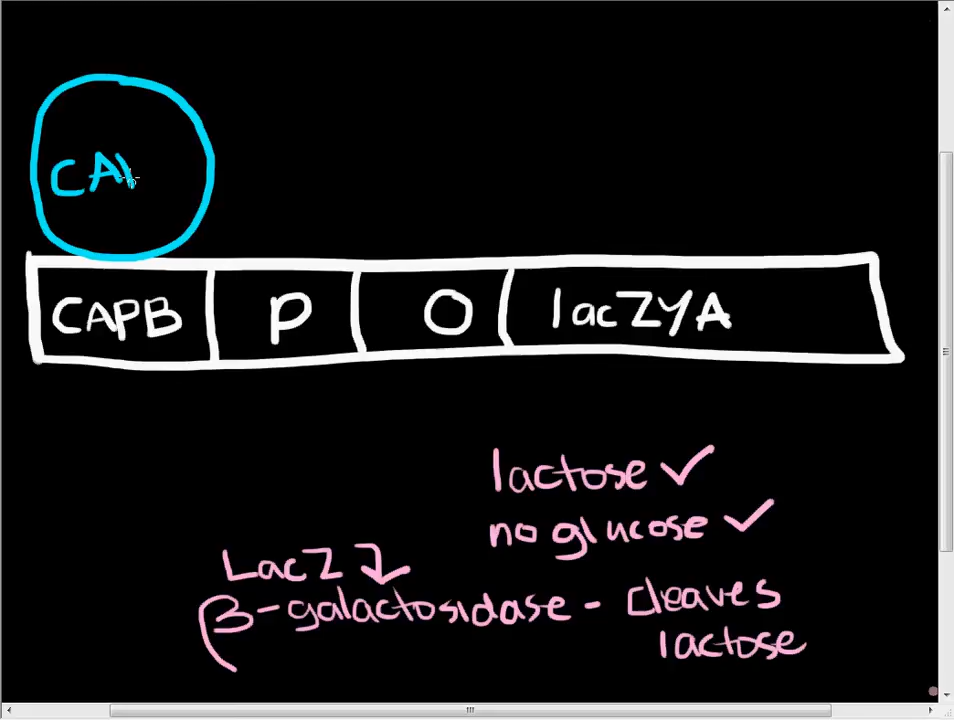 CA
CAPB P O lacZYA
lactose ✓
no glucose ✓
LacZ
β-galactosidase - cleaves
lactose